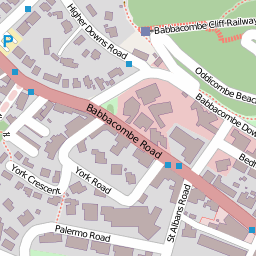 Babbacombe Cliff Railway
Higher Downs Road
P
Oddicombe Beac
Babbacombe Dow
Babbacombe Road
Bedf
York Crescent
York Road
St Albans Road
Palermo Road